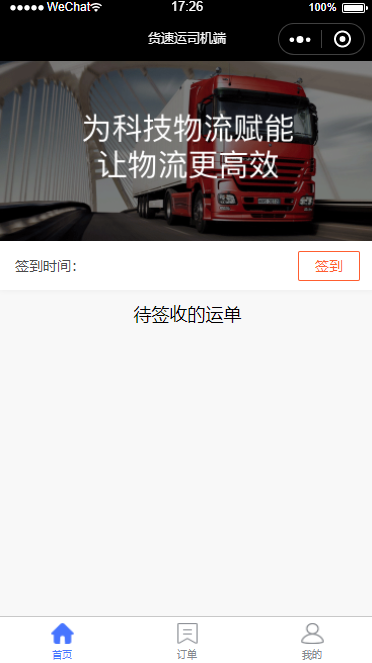 WeChat
17:26
100%
货速运司机端
为科技物流赋能
让物流更高效
签到时间：
签到
待签收的运单
首页
订单
我的